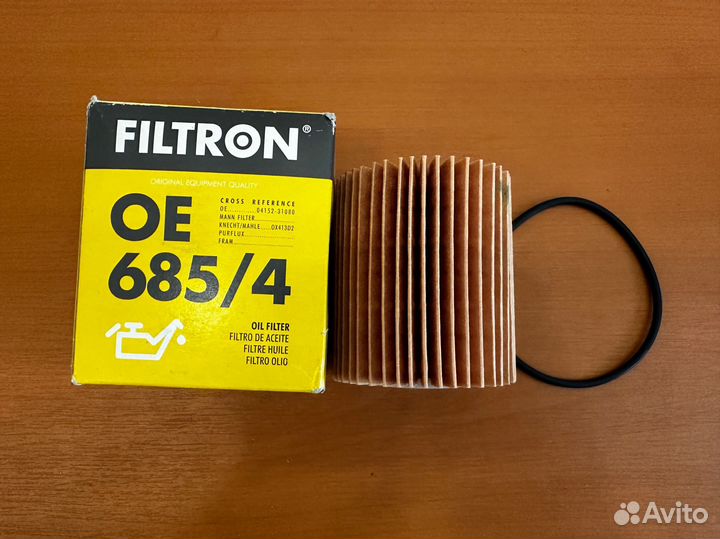 FILTRON®
ORIGINAL EQUIPMENT QUALITY
OE
685/4
CROSS REFERENCE
OE............04152-31080
MANN FILTER....................
KNECHT/MAHLE.....OX413D2
PURFLUX....................
FRAM....................
OIL FILTER
FILTRO DE ACEITE
FILTRE HUILE
FILTRO OLIO
Avito